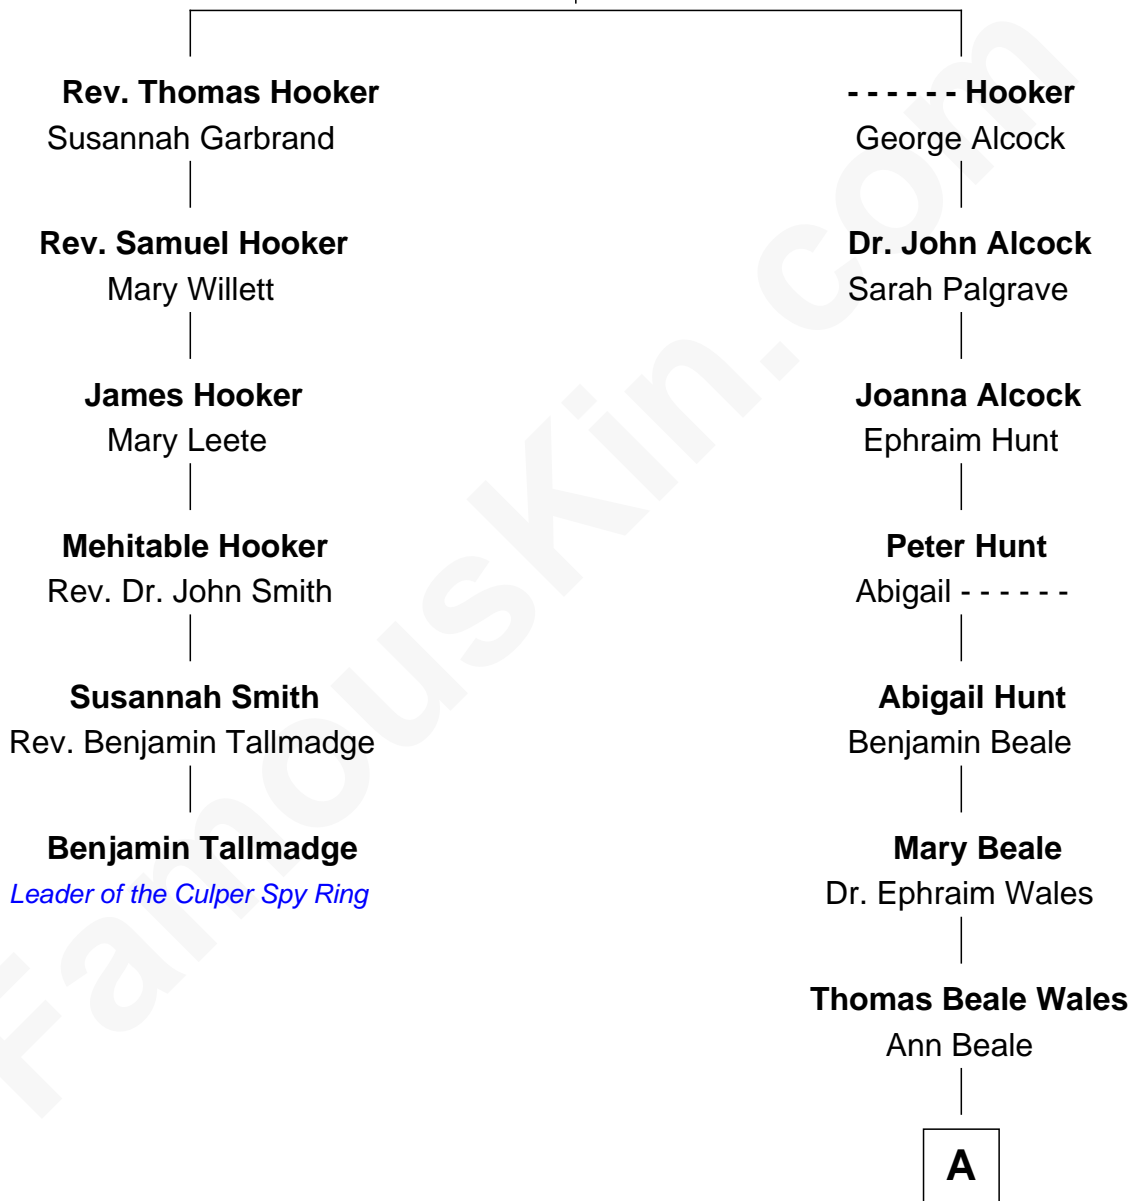 Rev. Thomas Hooker
Susannah Garbrand
Rev. Samuel Hooker
Mary Willett
James Hooker
Mary Leete
Mehitable Hooker
Rev. Dr. John Smith
Susannah Smith
Rev. Benjamin Tallmadge
Benjamin Tallmadge
Leader of the Culper Spy Ring
- - - - - - Hooker
George Alcock
Dr. John Alcock
Sarah Palgrave
Joanna Alcock
Ephraim Hunt
Peter Hunt
Abigail - - - - - -
Abigail Hunt
Benjamin Beale
Mary Beale
Dr. Ephraim Wales
Thomas Beale Wales
Ann Beale
A
FamousKin.com